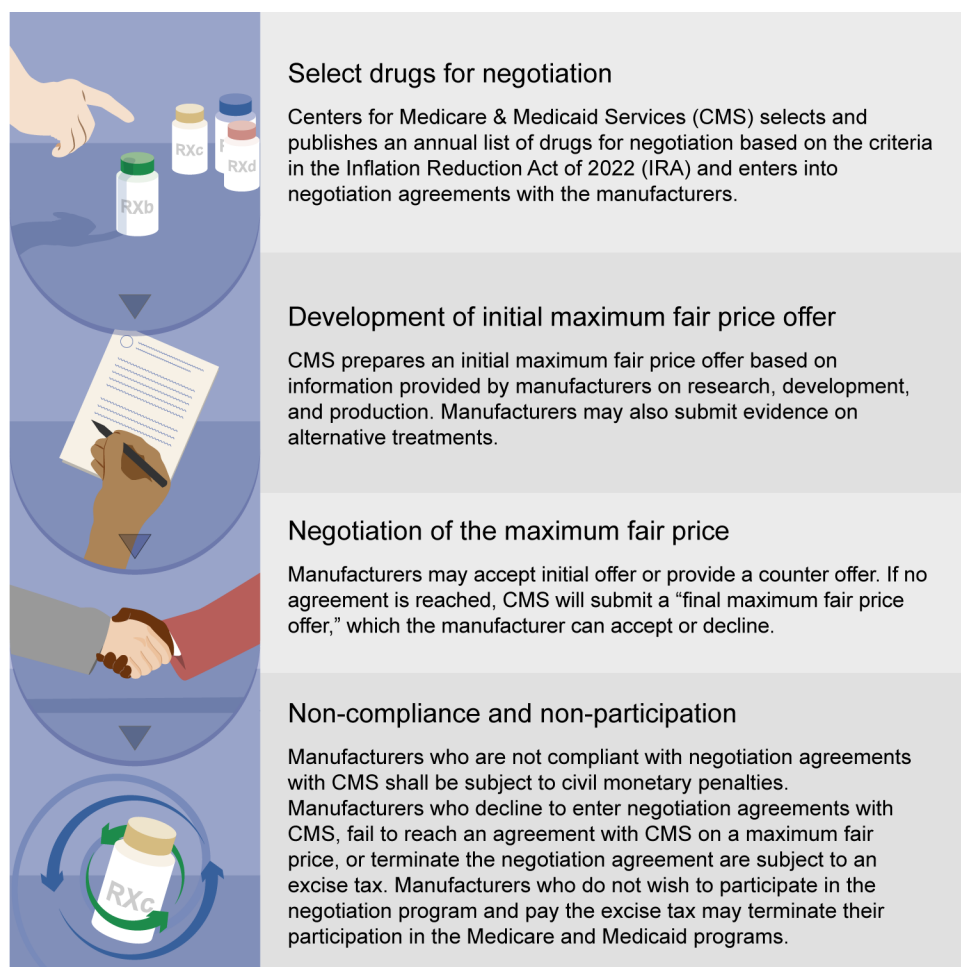 Select drugs for negotiation
Centers for Medicare & Medicaid Services (CMS) selects and
publishes an annual list of drugs for negotiation based on the criteria
in the Inflation Reduction Act of 2022 (IRA) and enters into
negotiation agreements with the manufacturers.
RXc
RXd
RXb
Development of initial maximum fair price offer
CMS prepares an initial maximum fair price offer based on
information provided by manufacturers on research, development,
and production. Manufacturers may also submit evidence on
alternative treatments.
Negotiation of the maximum fair price
Manufacturers may accept initial offer or provide a counter offer. If no
agreement is reached, CMS will submit a “final maximum fair price
offer,” which the manufacturer can accept or decline.
Non-compliance and non-participation
Manufacturers who are not compliant with negotiation agreements
with CMS shall be subject to civil monetary penalties.
Manufacturers who decline to enter negotiation agreements with
CMS, fail to reach an agreement with CMS on a maximum fair
price, or terminate the negotiation agreement are subject to an
excise tax. Manufacturers who do not wish to participate in the
negotiation program and pay the excise tax may terminate their
participation in the Medicare and Medicaid programs.
RXc